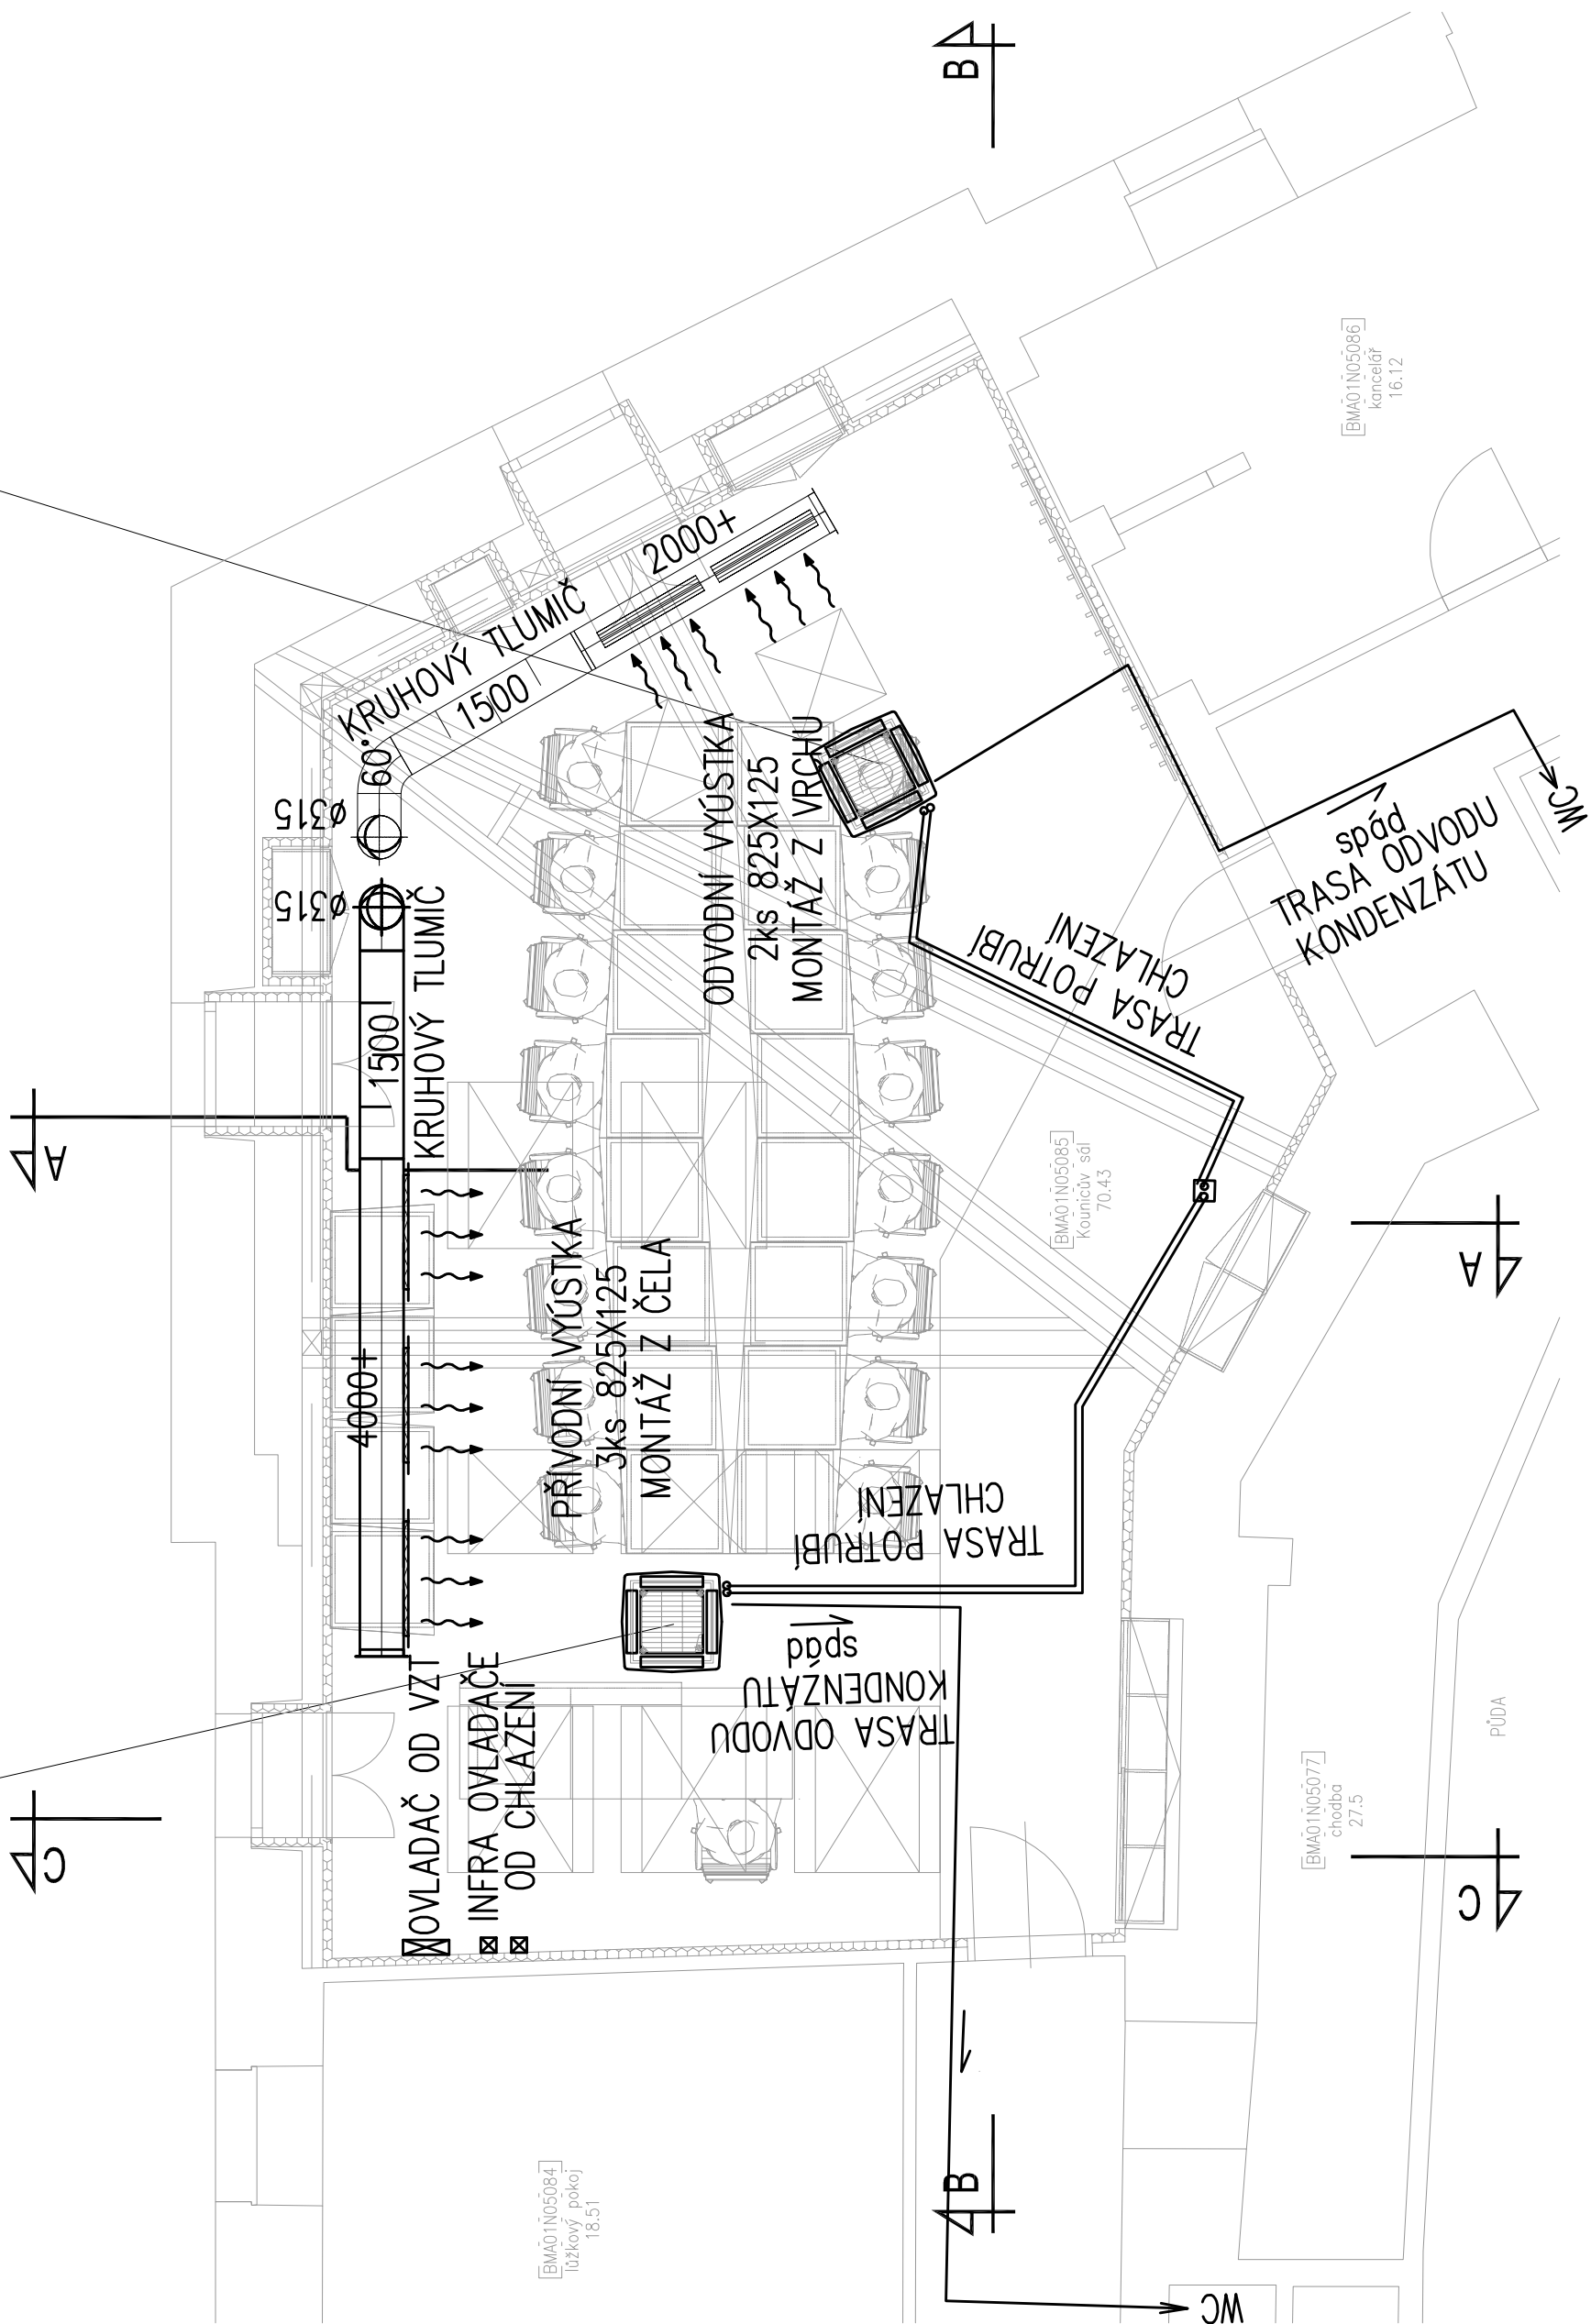 B
BMA01N05086
kancelář
16.12
2000+
KRUHOVÝ TLUMIČ
1500
60°
ø315
ø315
ODVODNÍ VÝÚSTKA
2ks 825X125
MONTÁŽ Z VRCHU
WC
spád
TRASA ODVODU
KONDENZÁTU
TRASA POTRUBÍ
CHLAZENÍ
1500
KRUHOVÝ TLUMIČ
A
BMA01N05085
Kounicův sál
70.43
A
4000+
PŘÍVODNÍ VÝÚSTKA
3ks 825X125
MONTÁŽ Z ČELA
TRASA POTRUBÍ
CHLAZENÍ
spád
TRASA ODVODU
KONDENZÁTU
OVLADAČ OD VZT
INFRA OVLADAČE
OD CHLAZENÍ
PŮDA
BMA01N05077
chodba
27.5
C
C
BMA01N05084
lůžkový pokoj
18.51
B
WC